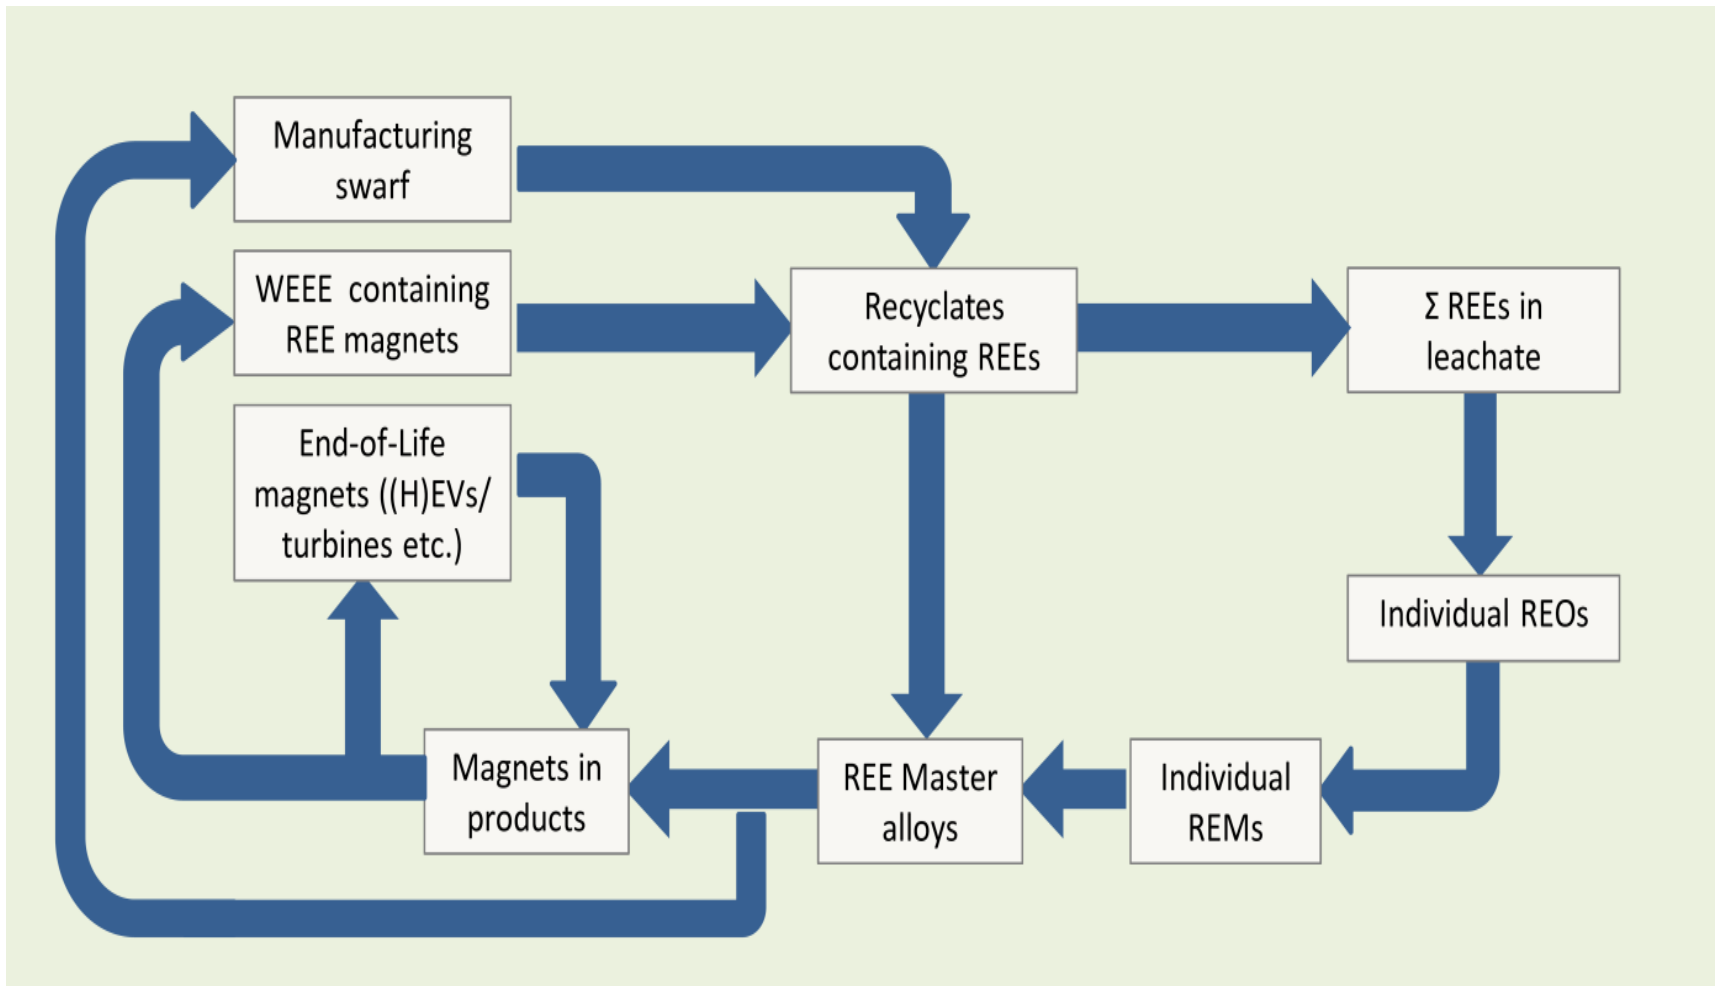 Manufacturing
swarf
WEEE containing
REE magnets
Recyclates
containing REEs
Σ REEs in
leachate
End-of-Life
magnets ((H)EVs/
turbines etc.)
Individual REOs
Magnets in
products
REE Master
alloys
Individual
REMs